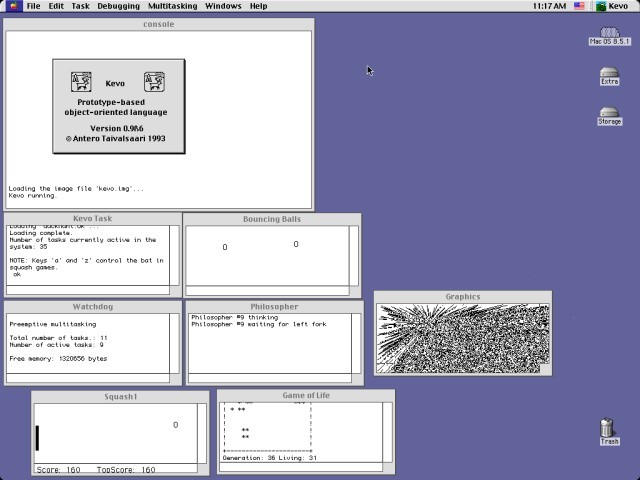 File Edit Task Debugging Multitasking Windows Help 11:17 AM Kevo
console
Kevo
Prototype-based
object-oriented language
Version 0.9ß6
© Antero Taivalsaari 1993
Loading the image file 'kevo.img'...
Kevo running.
Mac OS 8.5.1
Extra
Storage
Kevo Task
Loading complete.
Number of tasks currently active in the
system: 35
NOTE: Keys 'a' and 'z' control the bat in
squash games.
ok
Bouncing Balls
0 0
Watchdog
Preemptive multitasking
Total number of tasks.: 11
Number of active tasks: 9
Free memory: 1320656 bytes
Philosopher
Philosopher #9 thinking
Philosopher #9 waiting for left fork
Graphics
Squash1
0
Score: 160 TopScore: 160
Game of Life
* **
**
**
Generation: 36 Living: 31
Trash